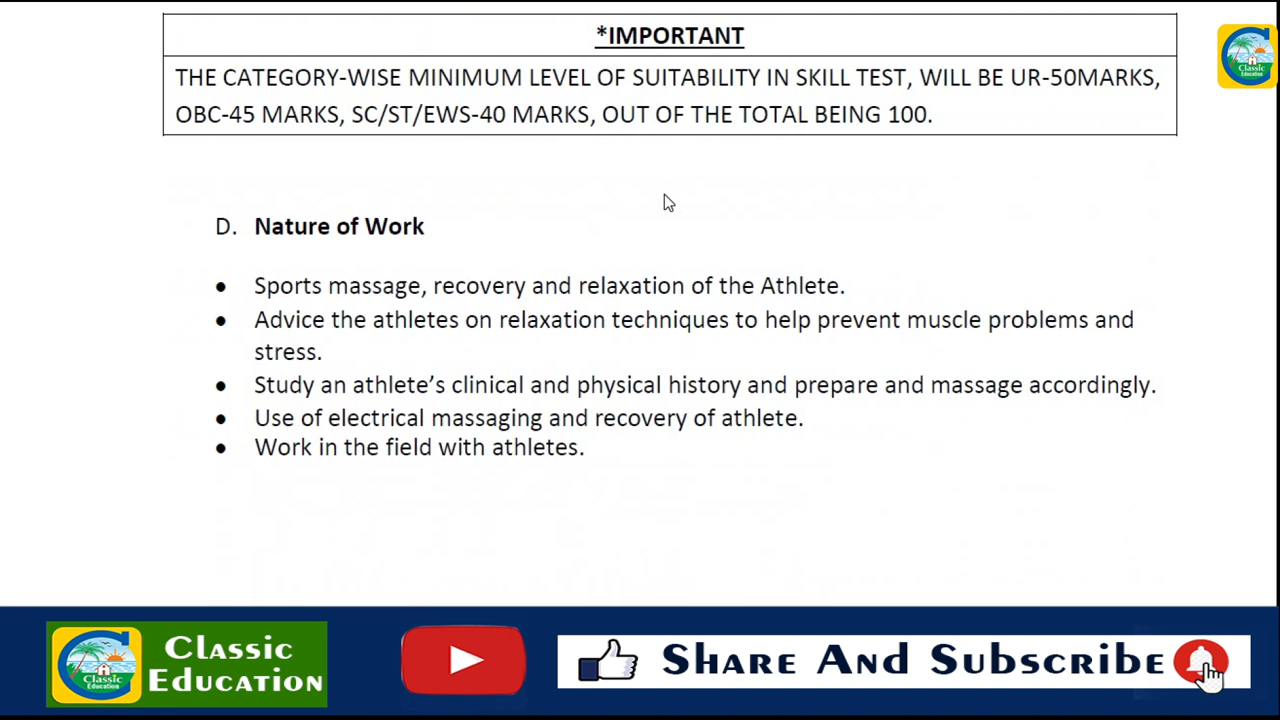 *IMPORTANT
THE CATEGORY-WISE MINIMUM LEVEL OF SUITABILITY IN SKILL TEST, WILL BE UR-50MARKS,
OBC-45 MARKS, SC/ST/EWS-40 MARKS, OUT OF THE TOTAL BEING 100.
Classic
Education
D. Nature of Work
• Sports massage, recovery and relaxation of the Athlete.
• Advice the athletes on relaxation techniques to help prevent muscle problems and
stress.
• Study an athlete’s clinical and physical history and prepare and massage accordingly.
• Use of electrical massaging and recovery of athlete.
• Work in the field with athletes.
Classic
Education
Classic
Education
Share And Subscribe